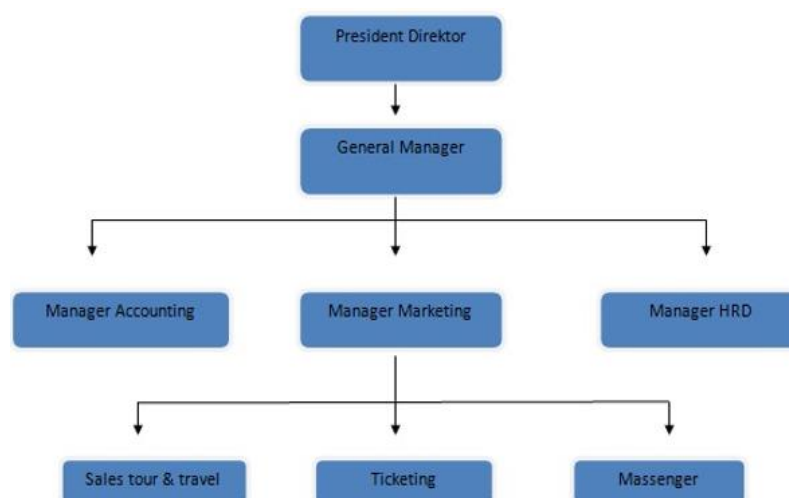 President Direktor
General Manager
Manager Accounting
Manager Marketing
Manager HRD
Sales tour & travel
Ticketing
Massenger